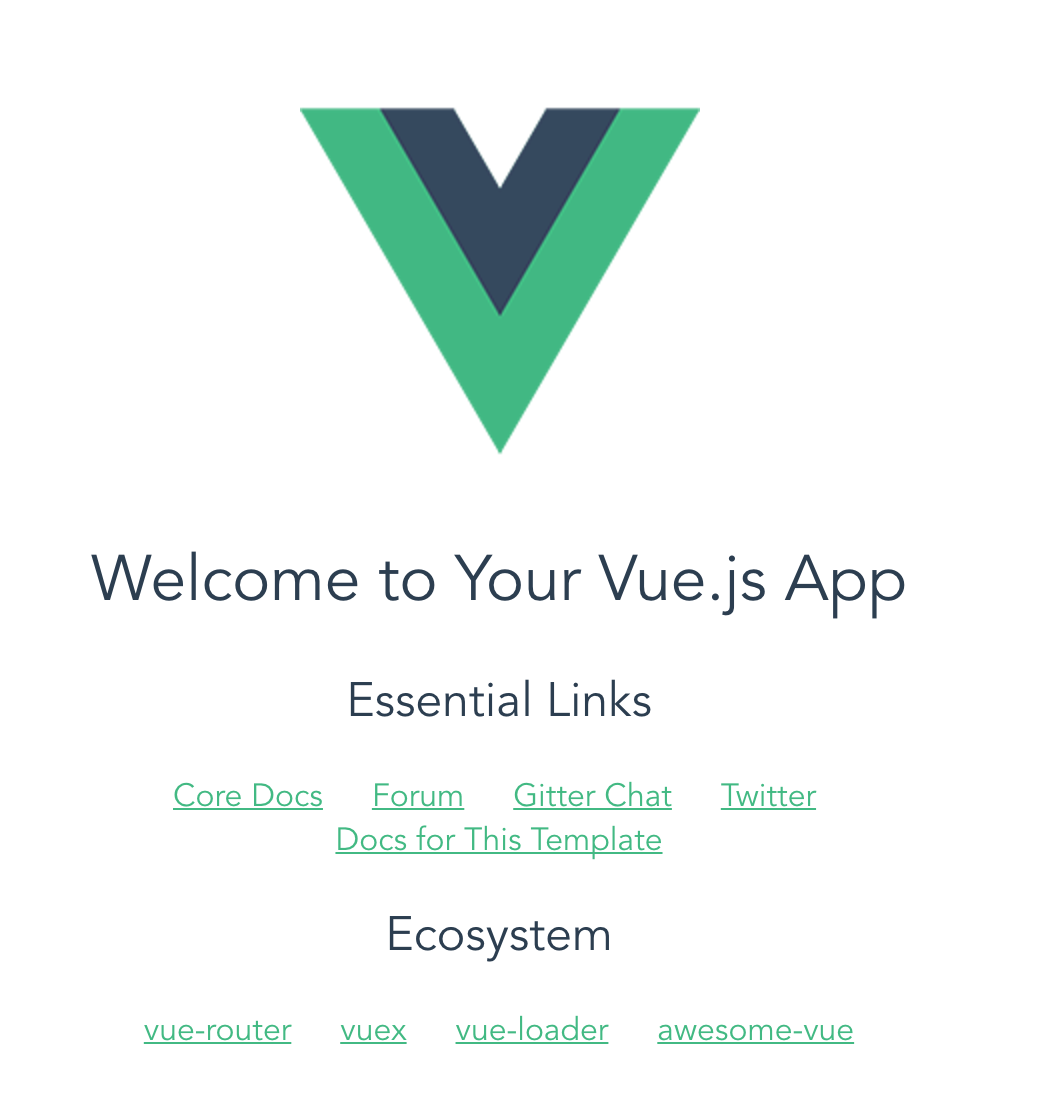 Welcome to Your Vue.js App
Essential Links
Core Docs Forum Gitter Chat Twitter
Docs for This Template
Ecosystem
vue-router vuex vue-loader awesome-vue